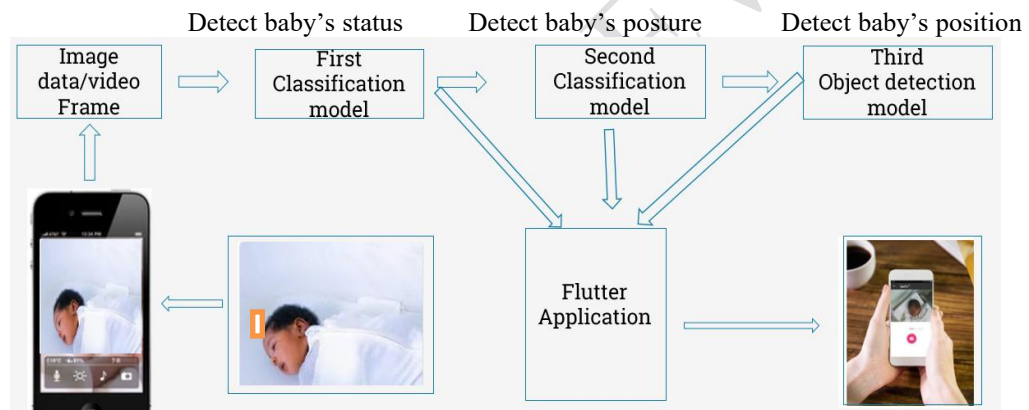 Detect baby's status
Detect baby's posture
Detect baby's position
Image
data/video
Frame
First
Classification
model
Second
Classification
model
Third
Object detection
model
Flutter
Application